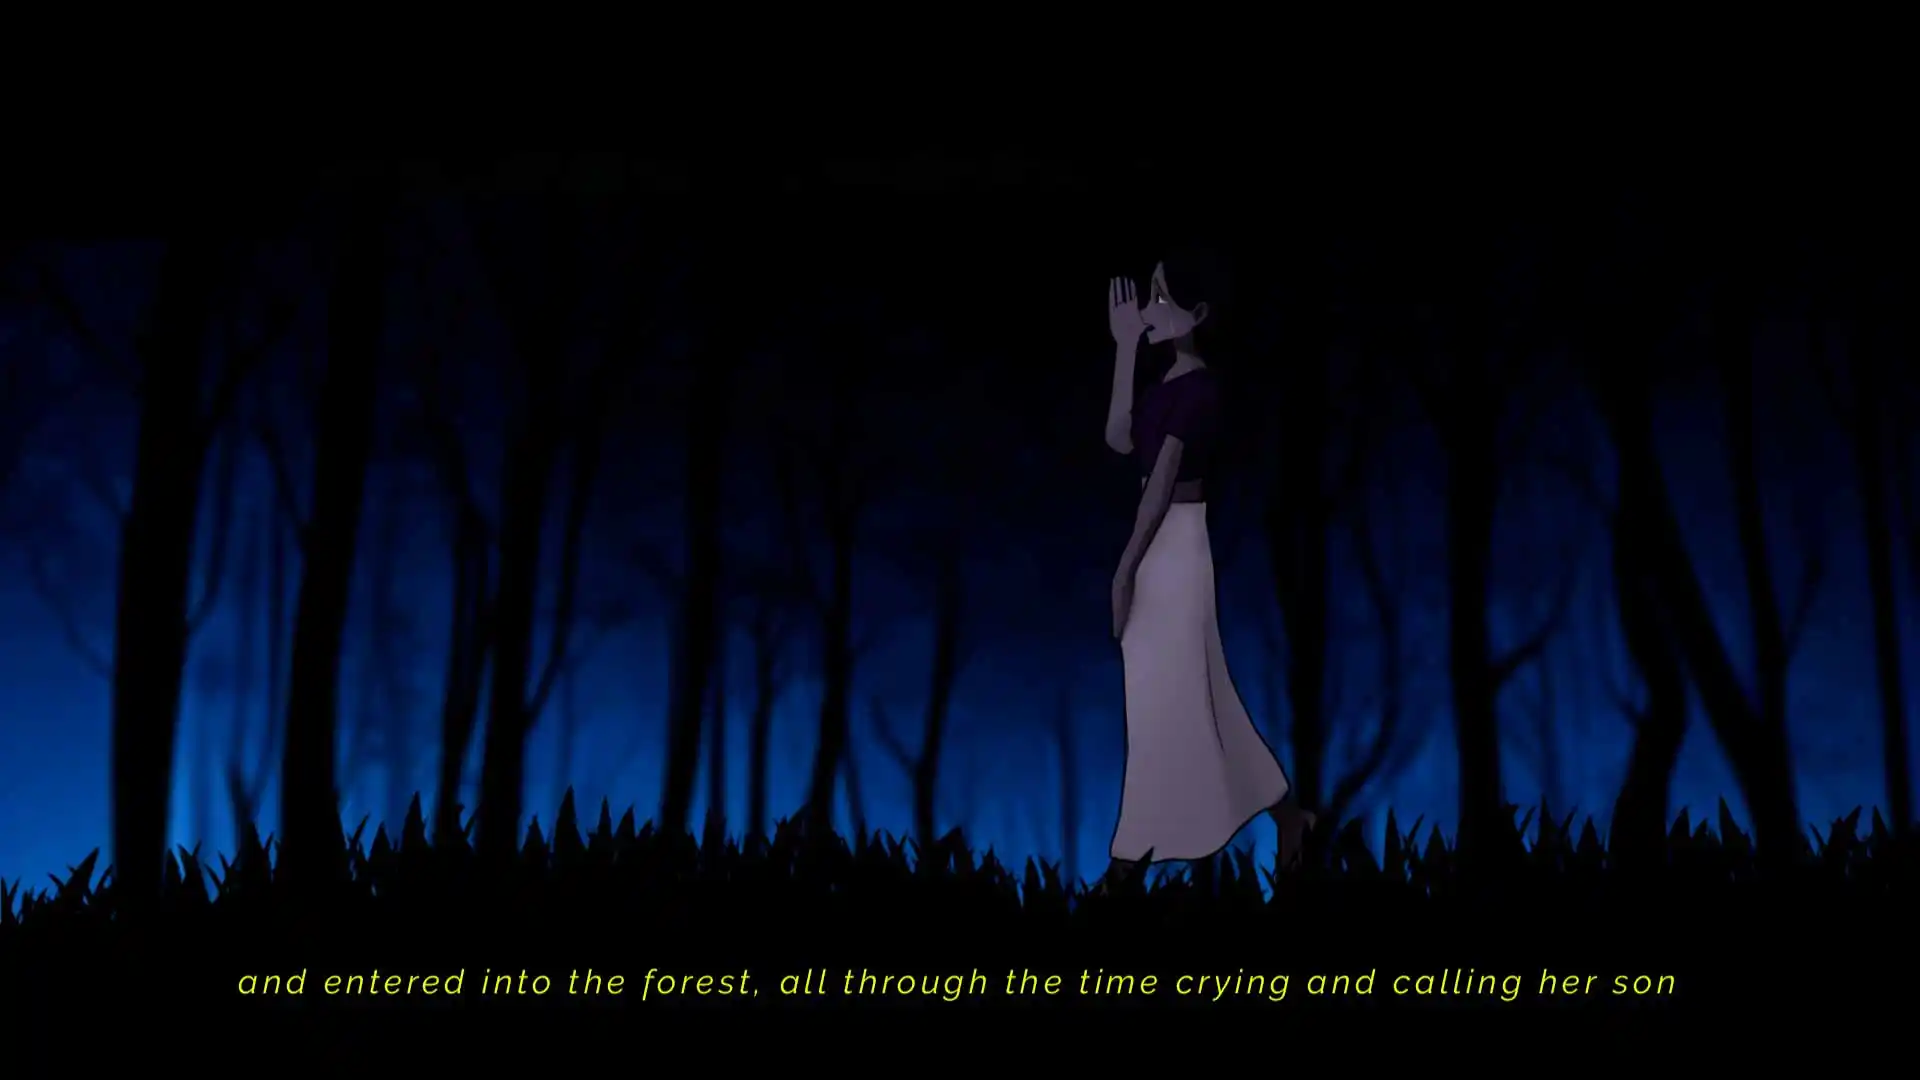 and entered into the forest, all through the time crying and calling her son